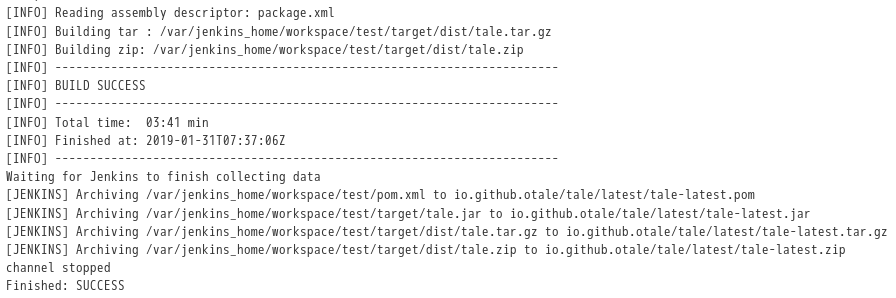 [INFO] Reading assembly descriptor: package.xml
[INFO] Building tar : /var/jenkins_home/workspace/test/target/dist/tale.tar.gz
[INFO] Building zip: /var/jenkins_home/workspace/test/target/dist/tale.zip
[INFO] ------------------------------------------------------------------------
[INFO] BUILD SUCCESS
[INFO] ------------------------------------------------------------------------
[INFO] Total time:  03:41 min
[INFO] Finished at: 2019-01-31T07:37:06Z
[INFO] ------------------------------------------------------------------------
Waiting for Jenkins to finish collecting data
[JENKINS] Archiving /var/jenkins_home/workspace/test/pom.xml to io.github.otale/tale/latest/tale-latest.pom
[JENKINS] Archiving /var/jenkins_home/workspace/test/target/tale.jar to io.github.otale/tale/latest/tale-latest.jar
[JENKINS] Archiving /var/jenkins_home/workspace/test/target/dist/tale.tar.gz to io.github.otale/tale/latest/tale-latest.tar.gz
[JENKINS] Archiving /var/jenkins_home/workspace/test/target/dist/tale.zip to io.github.otale/tale/latest/tale-latest.zip
channel stopped
Finished: SUCCESS